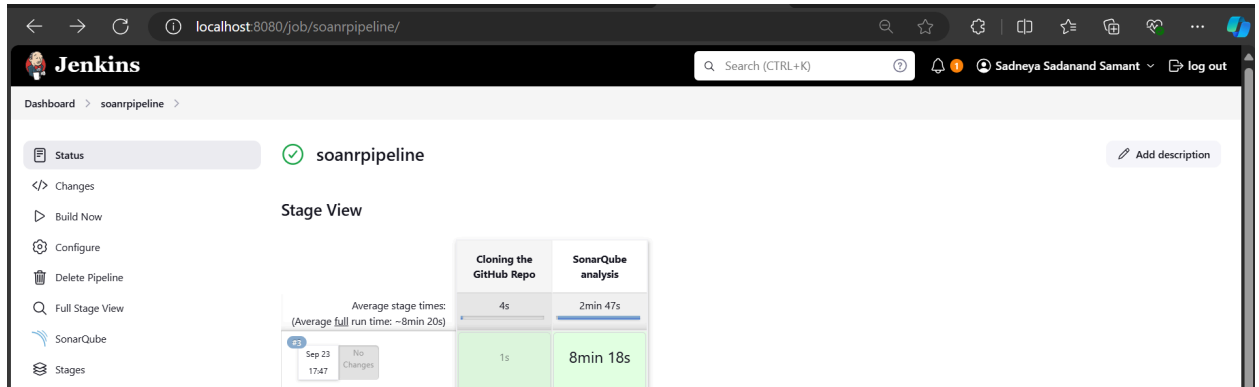 localhost:8080/job/soanrpipeline/
Jenkins
Search (CTRL+K)
?
1
Sadneya Sadanand Samant
log out
Dashboard > soanrpipeline >
Status
soanrpipeline
Add description
Changes
Build Now
Stage View
Configure
Delete Pipeline
Full Stage View
SonarQube
Stages
Cloning the
GitHub Repo
SonarQube
analysis
Average stage times:
4s
2min 47s
(Average full run time: ~8min 20s)
#3
Sep 23
17:47
No
Changes
1s
8min 18s